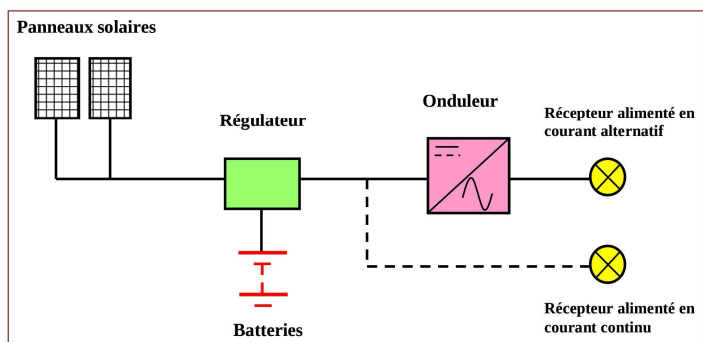 Panneaux solaires
Régulateur
Onduleur
Récepteur alimenté en
courant alternatif
Batteries
Récepteur alimenté en
courant continu